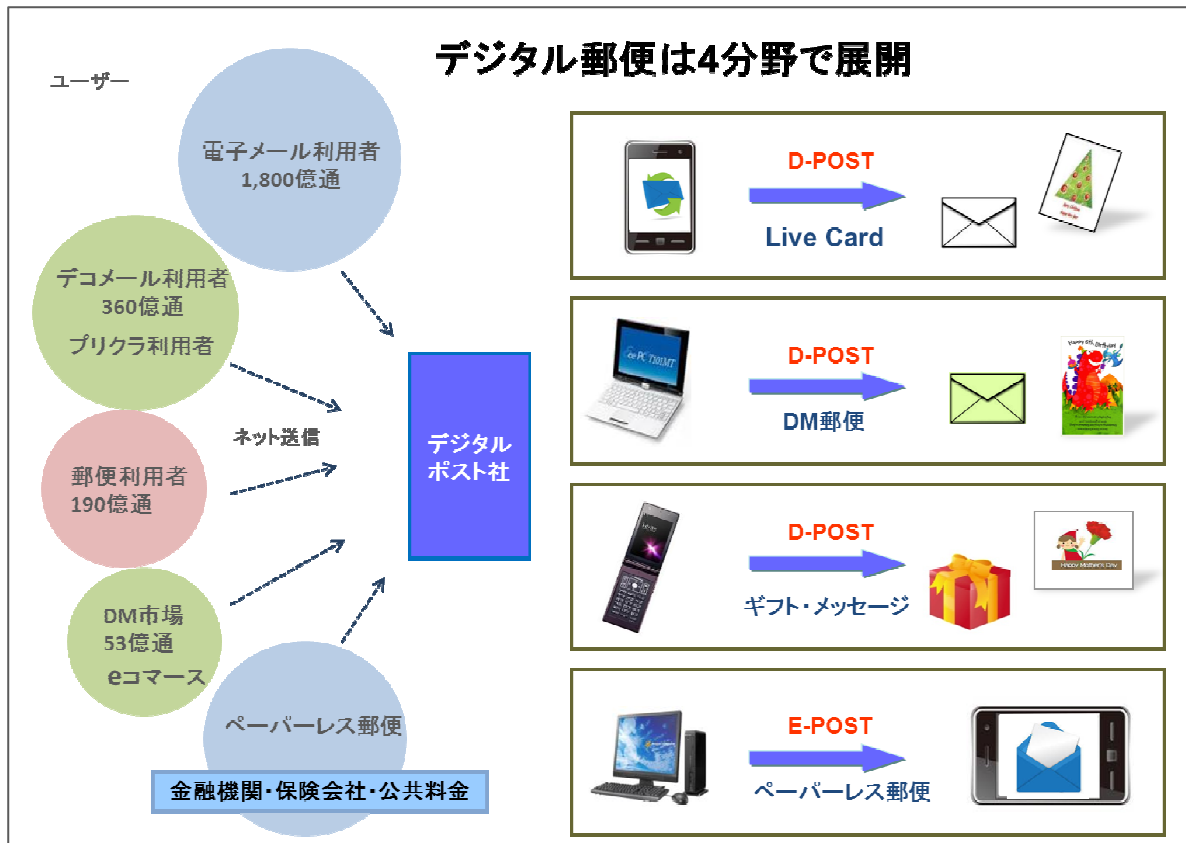 デジタル郵便は4分野で展開
ユーザー
電子メール利用者
1,800億通
デコメール利用者
360億通
プリクラ利用者
郵便利用者
190億通
DM市場
53億通
eコマース
ペーパーレス郵便
金融機関・保険会社・公共料金
ネット送信
デジタル
ポスト社
D-POST
Live Card
D-POST
DM郵便
Happy 6th Birthday!
D-POST
ギフト・メッセージ
Happy Mother's Day
E-POST
ペーパーレス郵便